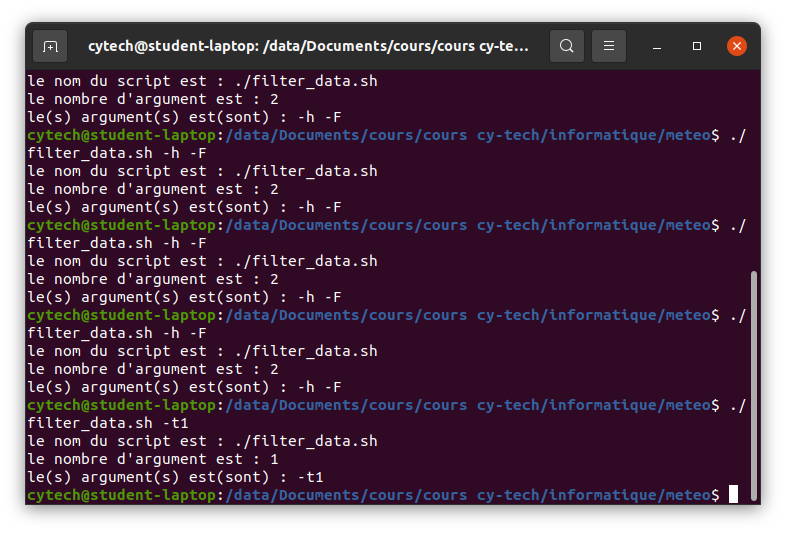 cytech@student-laptop: /data/Documents/cours/cours cy-te…
le nom du script est : ./filter_data.sh
le nombre d'argument est : 2
le(s) argument(s) est(sont) : -h -F
cytech@student-laptop:/data/Documents/cours/cours cy-tech/informatique/meteo$ ./
filter_data.sh -h -F
le nom du script est : ./filter_data.sh
le nombre d'argument est : 2
le(s) argument(s) est(sont) : -h -F
cytech@student-laptop:/data/Documents/cours/cours cy-tech/informatique/meteo$ ./
filter_data.sh -h -F
le nom du script est : ./filter_data.sh
le nombre d'argument est : 2
le(s) argument(s) est(sont) : -h -F
cytech@student-laptop:/data/Documents/cours/cours cy-tech/informatique/meteo$ ./
filter_data.sh -h -F
le nom du script est : ./filter_data.sh
le nombre d'argument est : 2
le(s) argument(s) est(sont) : -h -F
cytech@student-laptop:/data/Documents/cours/cours cy-tech/informatique/meteo$ ./
filter_data.sh -t1
le nom du script est : ./filter_data.sh
le nombre d'argument est : 1
le(s) argument(s) est(sont) : -t1
cytech@student-laptop:/data/Documents/cours/cours cy-tech/informatique/meteo$